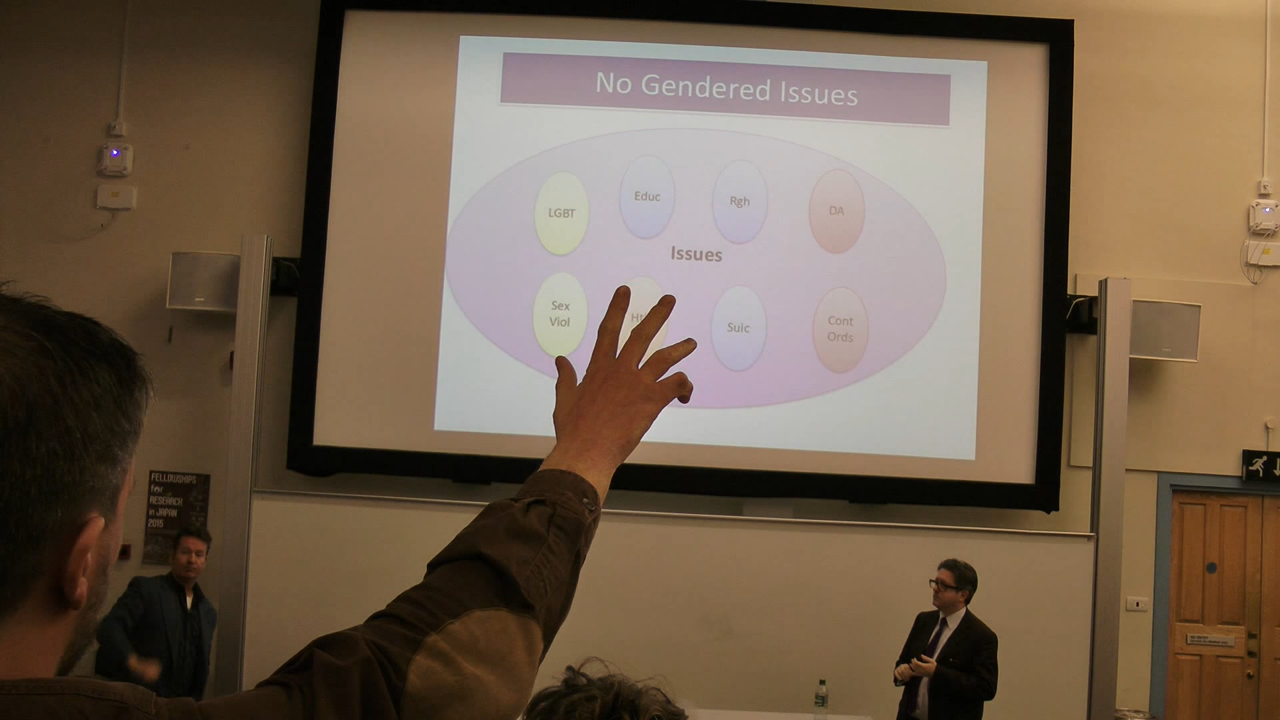 No Gendered Issues
LGBT
Educ
Rgh
DA
Issues
Sex
Viol
Suic
Cont
Ords
FELLOWSHIPS
for
RESEARCH
in JAPAN
2015